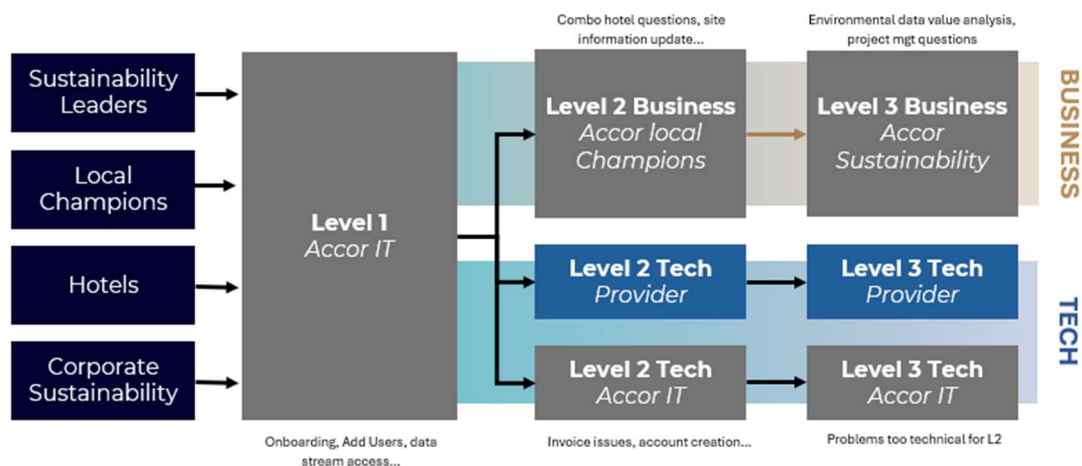 Combo hotel questions, site
information update...
Environmental data value analysis,
project mgt questions
Sustainability
Leaders
Local
Champions
Hotels
Corporate
Sustainability
Level 1
Accor IT
Onboarding, Add Users, data
stream access...
Level 2 Business
Accor local
Champions
Level 3 Business
Accor
Sustainability
BUSINESS
Level 2 Tech
Provider
Level 3 Tech
Provider
Level 2 Tech
Accor IT
Level 3 Tech
Accor IT
TECH
Invoice issues, account creation...
Problems too technical for L2